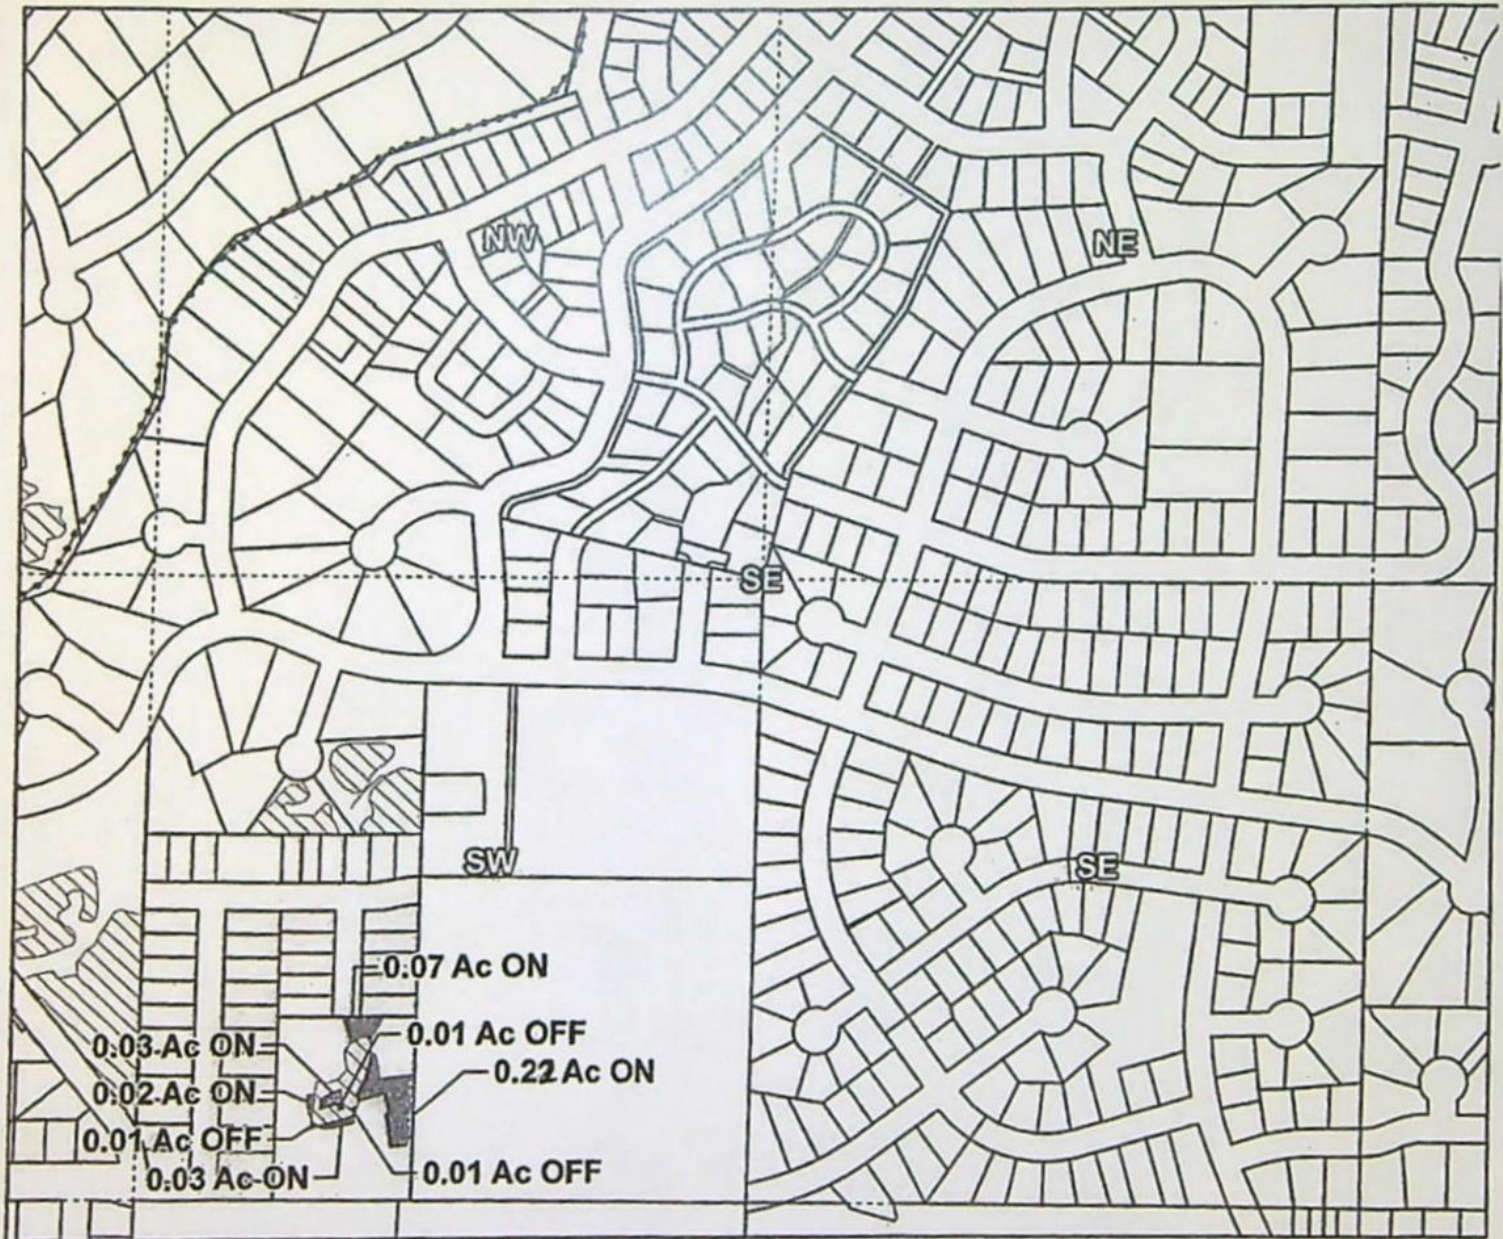 NW
NE
SE
SW
SE
0.07 Ac ON
0.01 Ac OFF
0.03 Ac ON
0.22 Ac ON
0.02 Ac ON
0.01 Ac OFF
0.03 Ac ON
0.01 Ac OFF